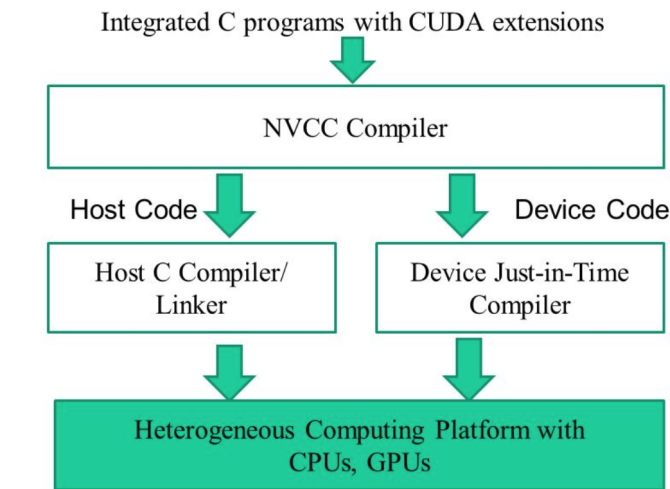 Integrated C programs with CUDA extensions
NVCC Compiler
Host Code
Device Code
Host C Compiler/
Linker
Device Just-in-Time
Compiler
Heterogeneous Computing Platform with
CPUs, GPUs